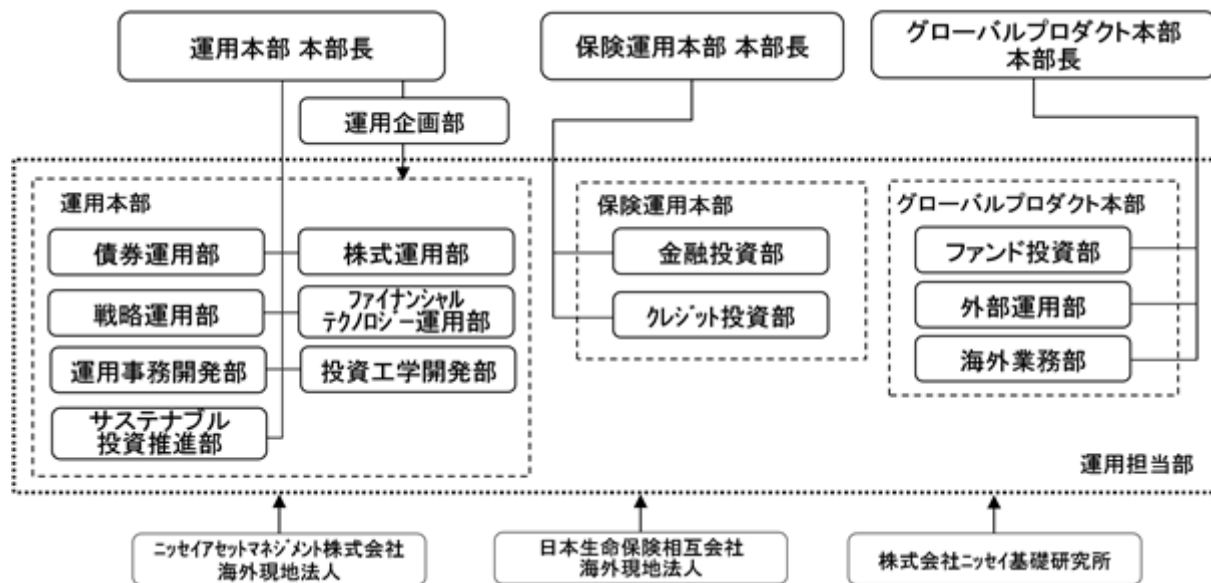 運用本部 本部長
保険運用本部 本部長
グローバルプロダクト本部
本部長
運用企画部
運用本部
債券運用部
株式運用部
戦略運用部
ファイナンシャル
テクノロジー運用部
運用事務開発部
投資工学開発部
サステナブル
投資推進部
保険運用本部
金融投資部
クレジット投資部
グローバルプロダクト本部
ファンド投資部
外部運用部
海外業務部
運用担当部
ニッセイアセットマネジメント株式会社
海外現地法人
日本生命保険相互会社
海外現地法人
株式会社ニッセイ基礎研究所